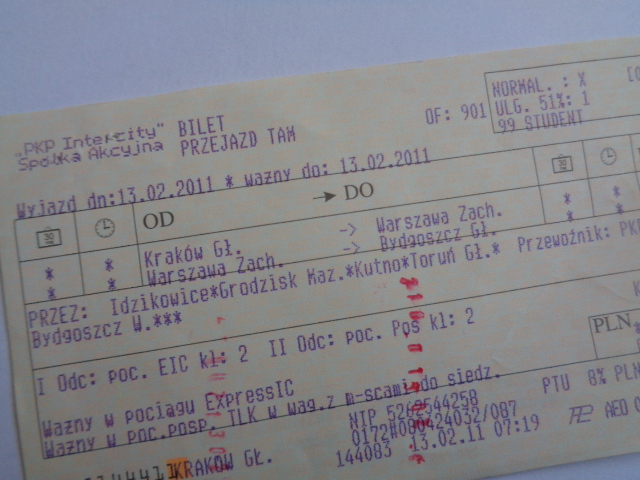 "PKP Intercity" BILET
Spółka Akcyjna PRZEJAZD TAM
OF: 901
NORMAL. : X
ULG. 51%: 1
99 STUDENT
Wyjazd dn:13.02.2011 * ważny do: 13.02.2011
OD → DO
* * Kraków Gł. -> Warszawa Zach. * *
* * Warszawa Zach. -> Bydgoszcz Gł. * *
PRZEZ: Idzikowice*Grodzisk Maz.*Kutno*Toruń Gł.* Przewoźnik: PKP
Bydgoszcz W.***
I Odc: poc. EIC kl: 2 II Odc: poc. Pos kl: 2
PLN
Ważny w pociągu ExpressIC
Ważny w poc.posp. TLK w wag.z m-scami do siedz.
PTU 8% PLN
NIP 5262544258
KRAKÓW GŁ.
144083 13.02.11 07:19
AED